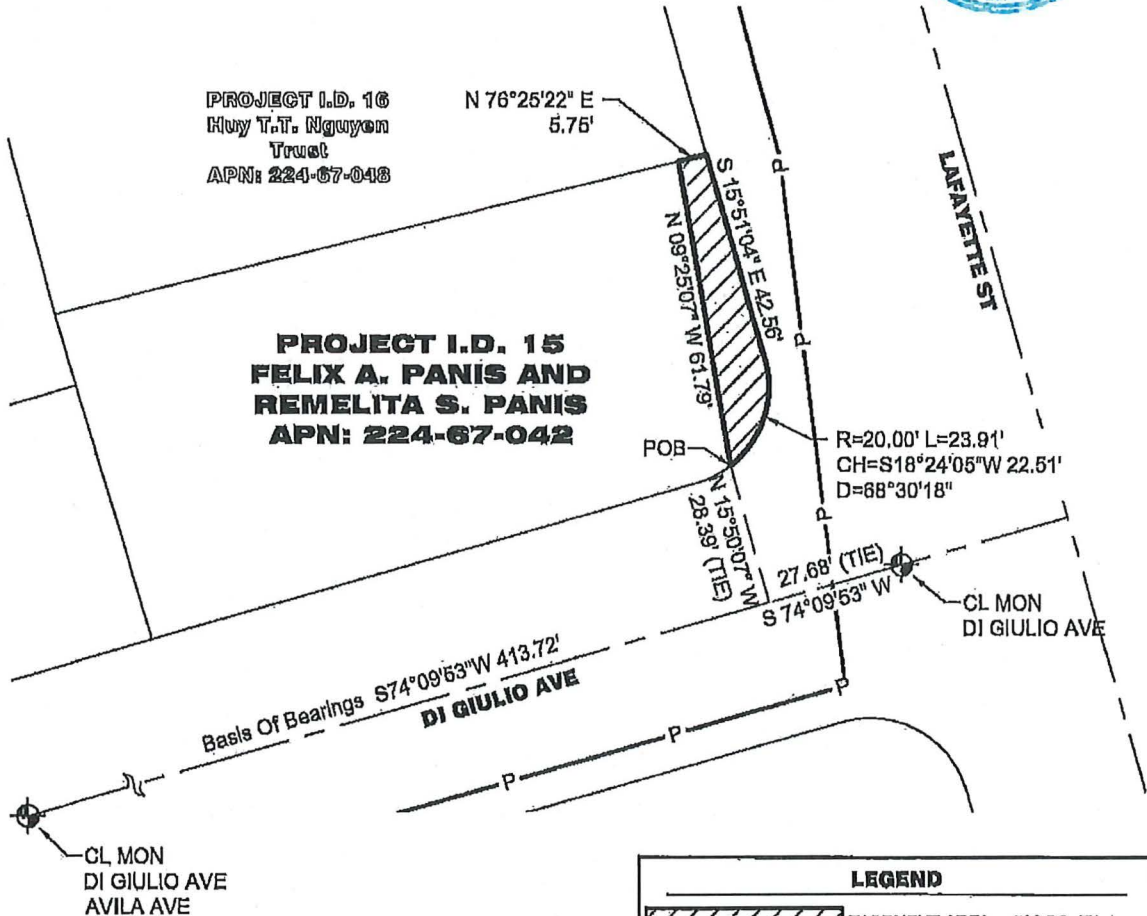 PROJECT I.D. 16
Huy T.T. Nguyen
Trust
APN: 224-67-048
N 76°25'22" E
5.75'
LAFAYETTE ST
S 15°51'04" E 42.56'
N 09°25'07" W 61.79'
P
P
P
P
P
P
PROJECT I.D. 15
FELIX A. PANIS AND
REMELITA S. PANIS
APN: 224-67-042
POB
R=20.00' L=23.91'
CH=S18°24'05"W 22.51'
D=68°30'18"
N 15°50'07" W
28.39' (TIE)
27.68' (TIE)
S 74°09'53" W
CL MON
DI GIULIO AVE
Basis Of Bearings S74°09'53"W 413.72'
DI GIULIO AVE
CL MON
DI GIULIO AVE
AVILA AVE
LEGEND